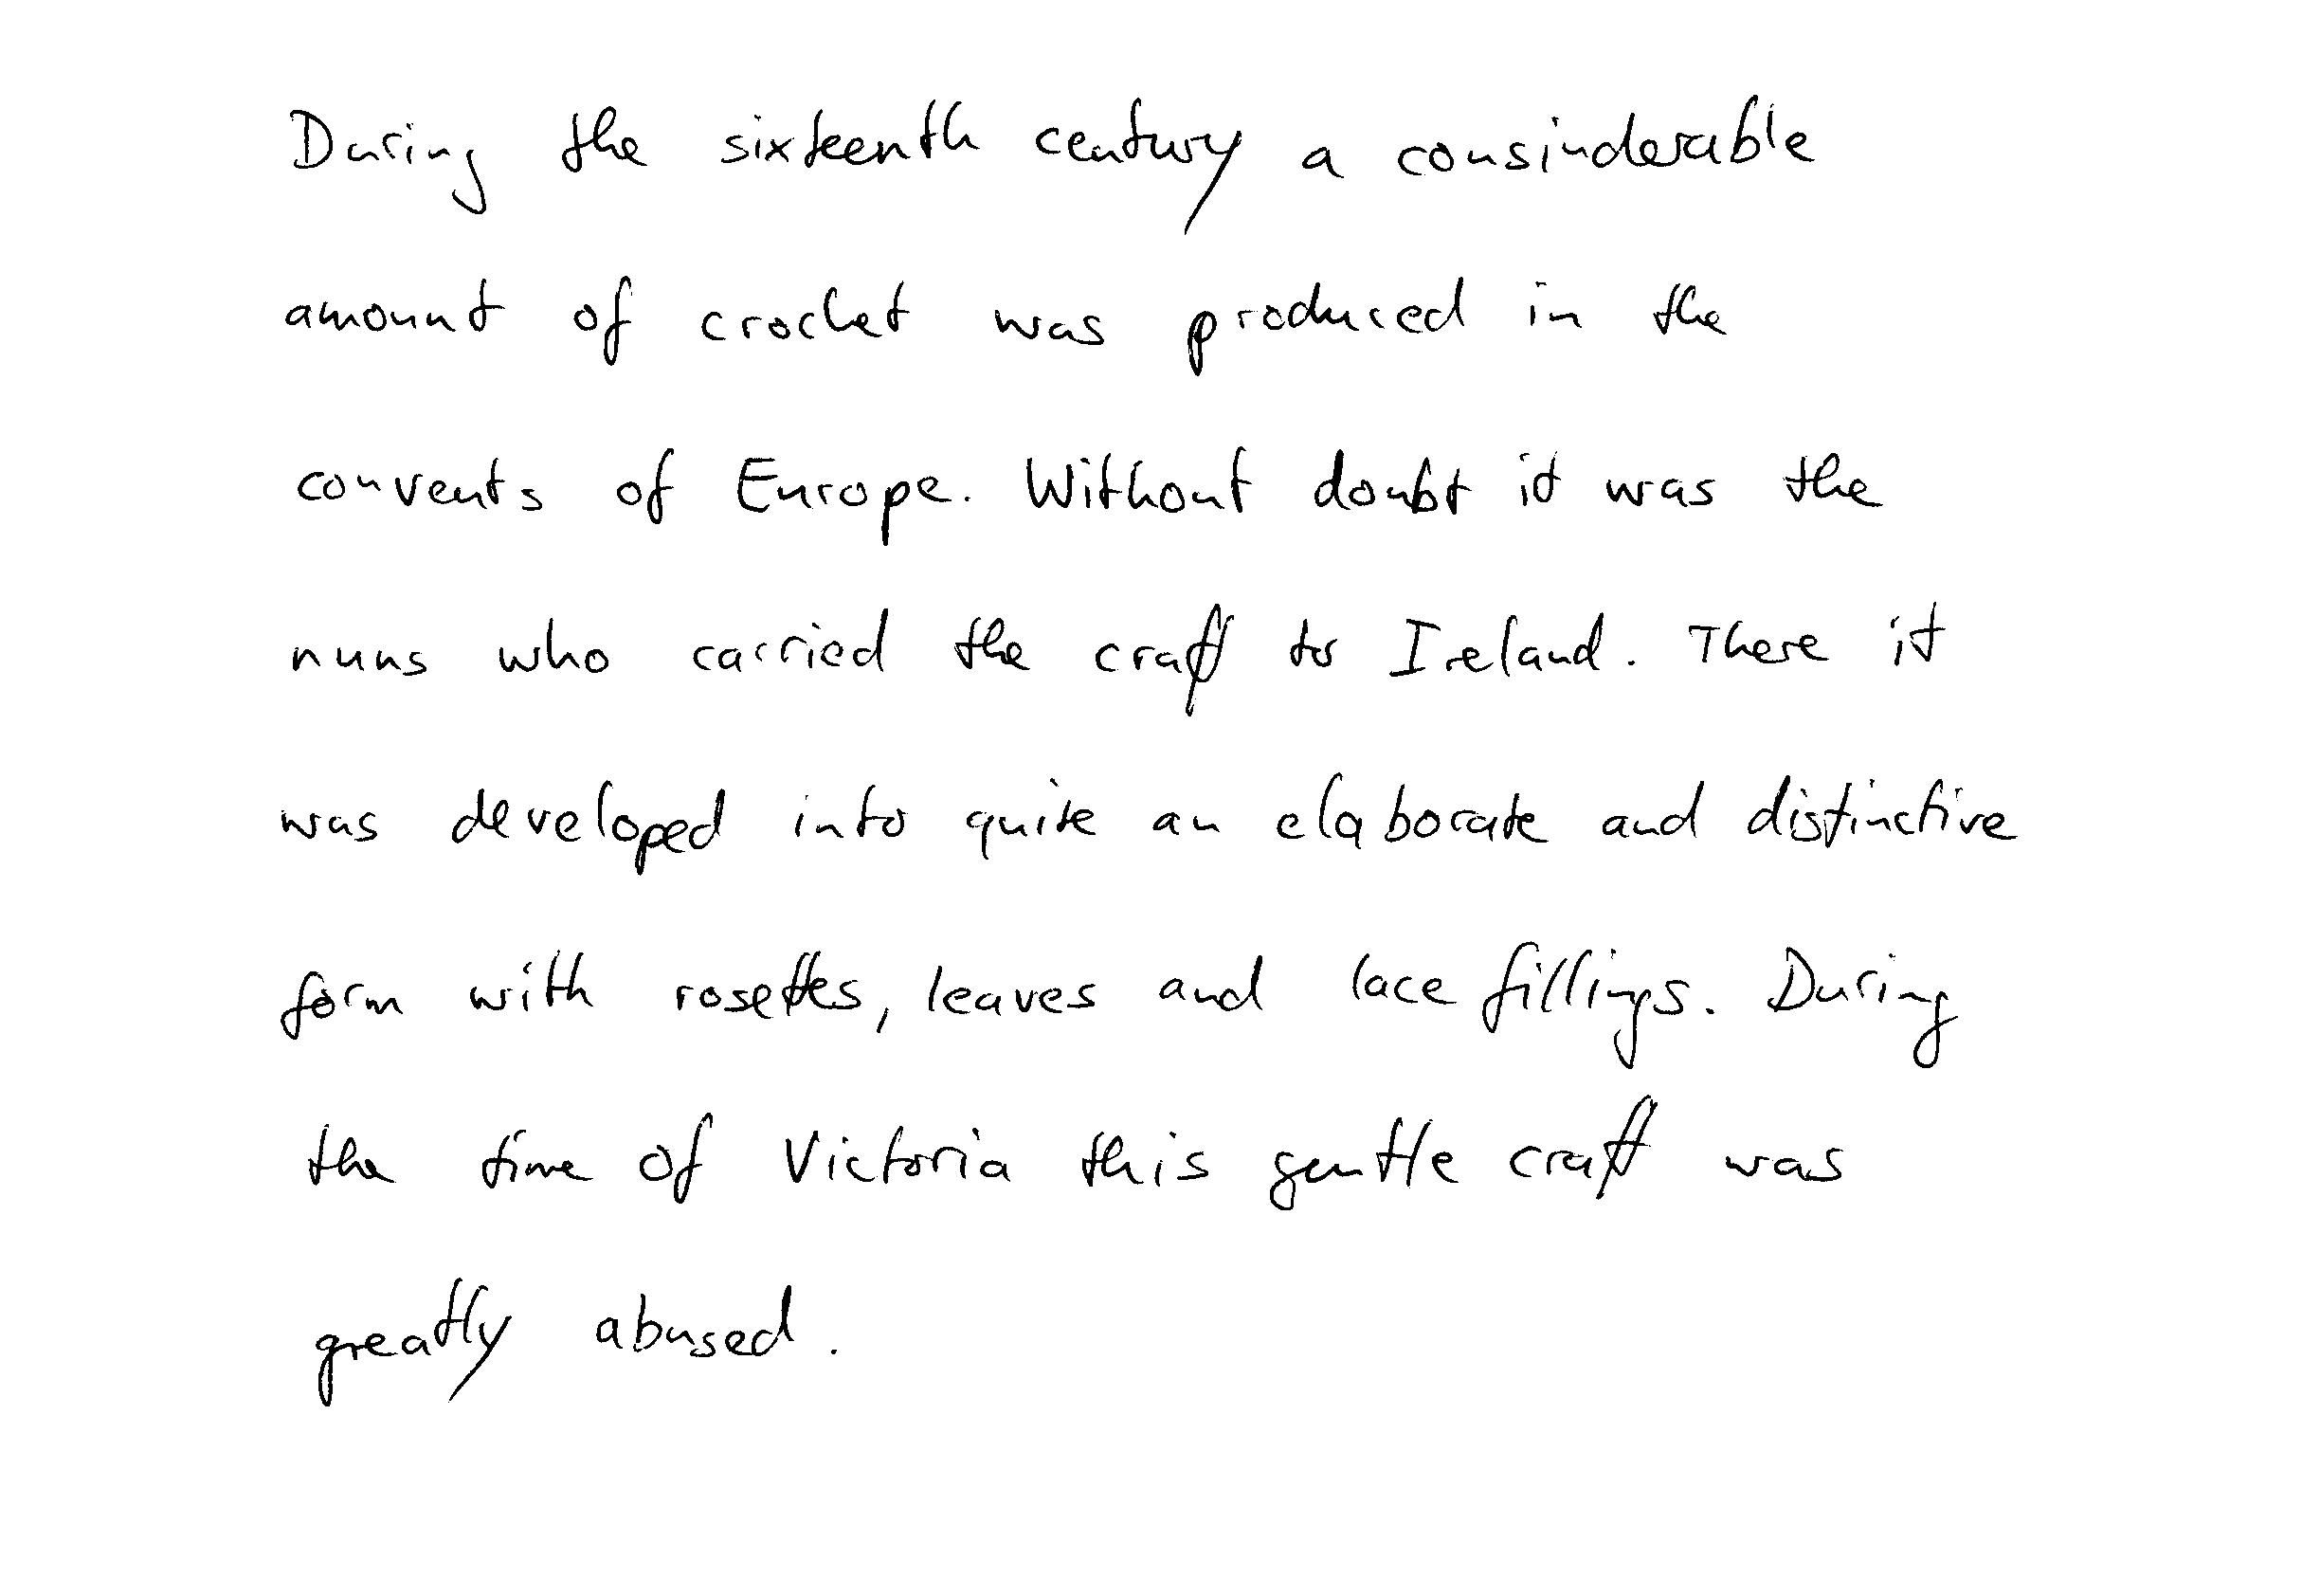 During the sixteenth century a consinderable
amount of crochet was produced in the
convents of Europe. Without doubt it was the
nuns who carried the craft to Ireland. There it
was developed into quite an elaborate and distinctive
form with rosettes, leaves and lace fillings. During
the time of Victoria this gentle craft was
greatly abused.